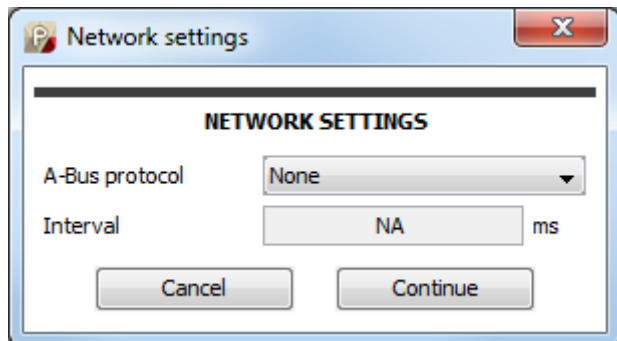 Network settings
NETWORK SETTINGS
A-Bus protocol None
Interval NA ms
Cancel Continue